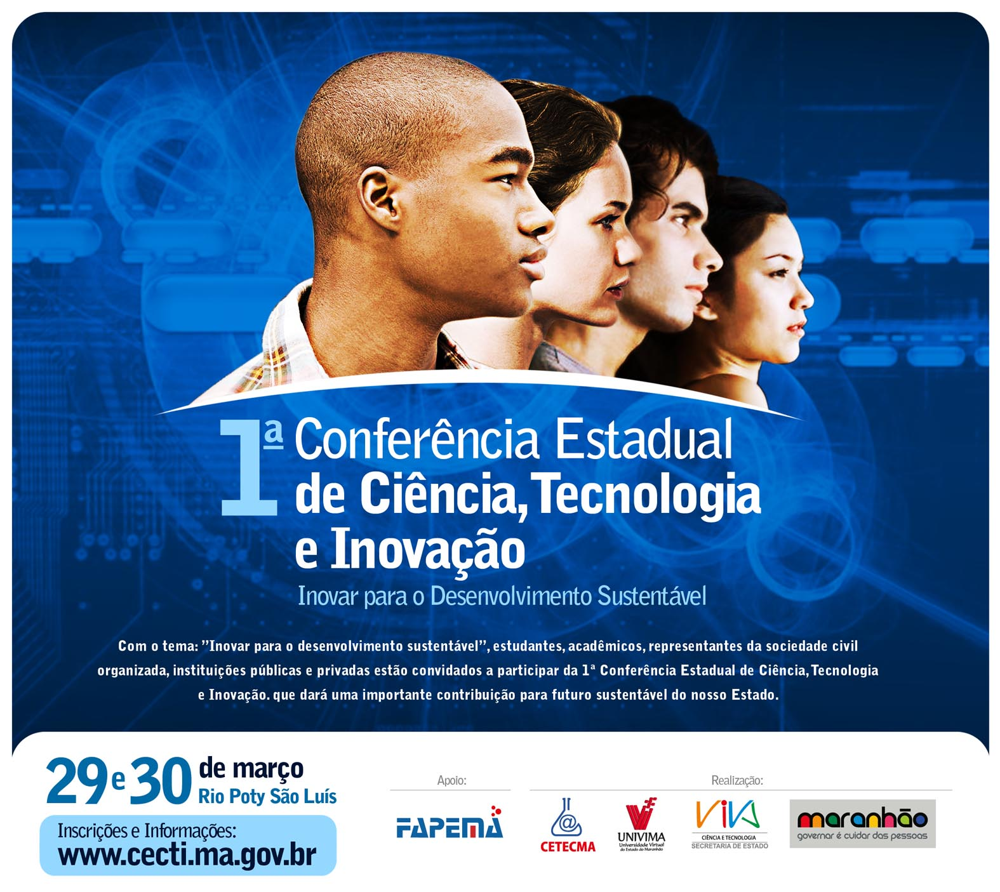 1ª Conferência Estadual
de Ciência, Tecnologia
e Inovação
Inovar para o Desenvolvimento Sustentável
Com o tema: "Inovar para o desenvolvimento sustentável", estudantes, acadêmicos, representantes da sociedade civil
organizada, instituições públicas e privadas estão convidados a participar da 1ª Conferência Estadual de Ciência, Tecnologia
e Inovação. que dará uma importante contribuição para futuro sustentável do nosso Estado.
29 e 30 de março
Rio Poty São Luís
Inscrições e Informações:
www.cecti.ma.gov.br
Apoio:
FAPEMA
Realização:
@
CETECMA
UNIVIMA
Universidade Virtual
do Estado do Maranhão
VIVA
CIÊNCIA E TECNOLOGIA
SECRETARIA DE ESTADO
maranhão
governar é cuidar das pessoas